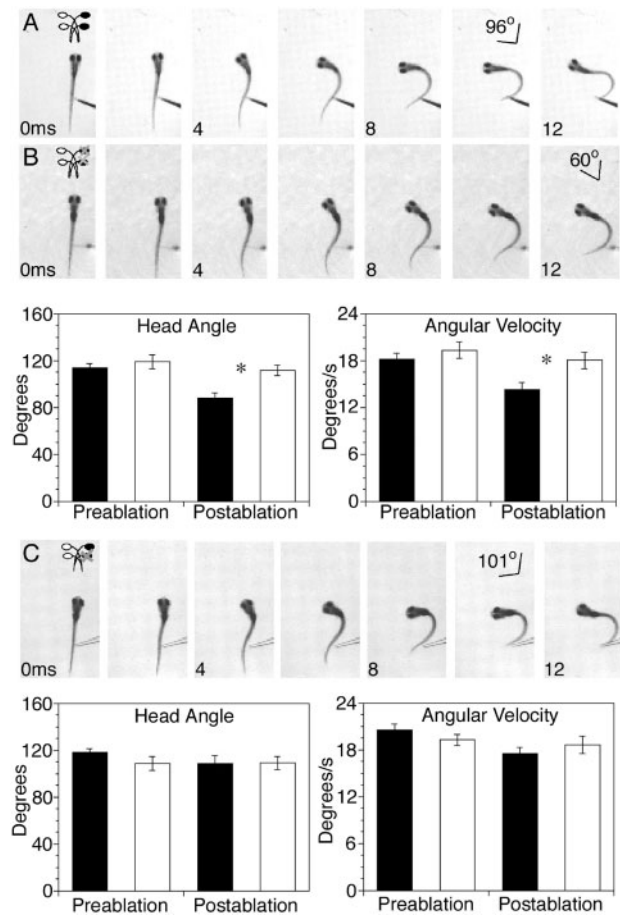 A
96°
0ms 4 8 12
B
60°
0ms 4 8 12
Head Angle
Degrees
160
120
80
40
0
Preablation Postablation
*
Angular Velocity
Degrees/s
24
18
12
6
0
Preablation Postablation
*
C
101°
0ms 4 8 12
Head Angle
Degrees
160
120
80
40
0
Preablation Postablation
Angular Velocity
Degrees/s
24
18
12
6
0
Preablation Postablation